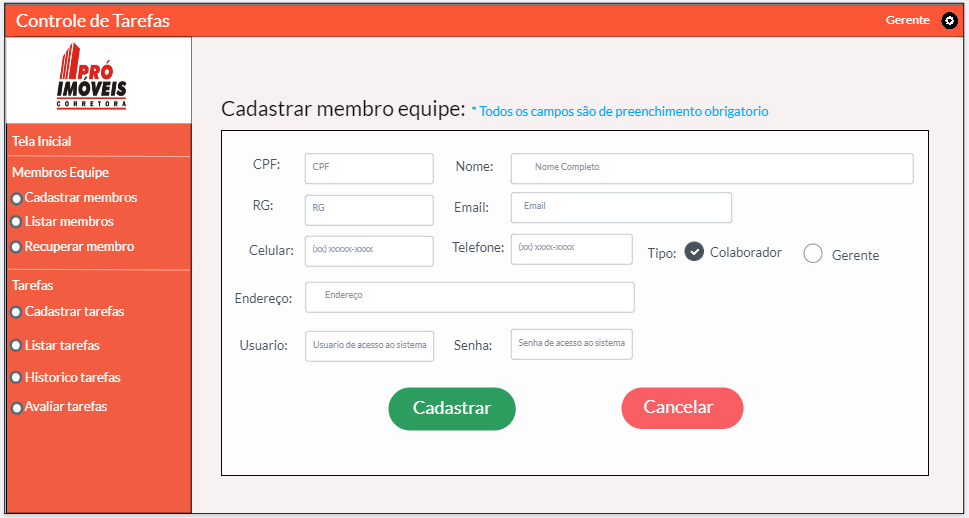 Controle de Tarefas
Gerente
PRÓ
IMÓVEIS
CORRETORA
Tela Inicial
Membros Equipe
Cadastrar membros
Listar membros
Recuperar membro
Tarefas
Cadastrar tarefas
Listar tarefas
Historico tarefas
Avaliar tarefas
Cadastrar membro equipe: * Todos os campos são de preenchimento obrigatorio
CPF: CPF Nome: Nome Completo
RG: RG Email: Email
Celular: (xx) xxxxx-xxxx Telefone: (xx) xxxx-xxxx Tipo: Colaborador Gerente
Endereço: Endereço
Usuario: Usuario de acesso ao sistema Senha: Senha de acesso ao sistema
Cadastrar Cancelar